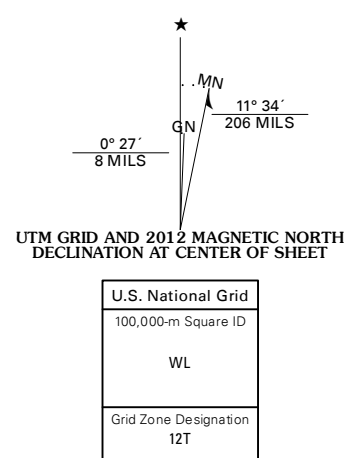 ★
MN
GN
11° 34´
206 MILS
0° 27´
8 MILS
UTM GRID AND 2012 MAGNETIC NORTH
DECLINATION AT CENTER OF SHEET
U.S. National Grid
100,000-m Square ID
WL
Grid Zone Designation
12T